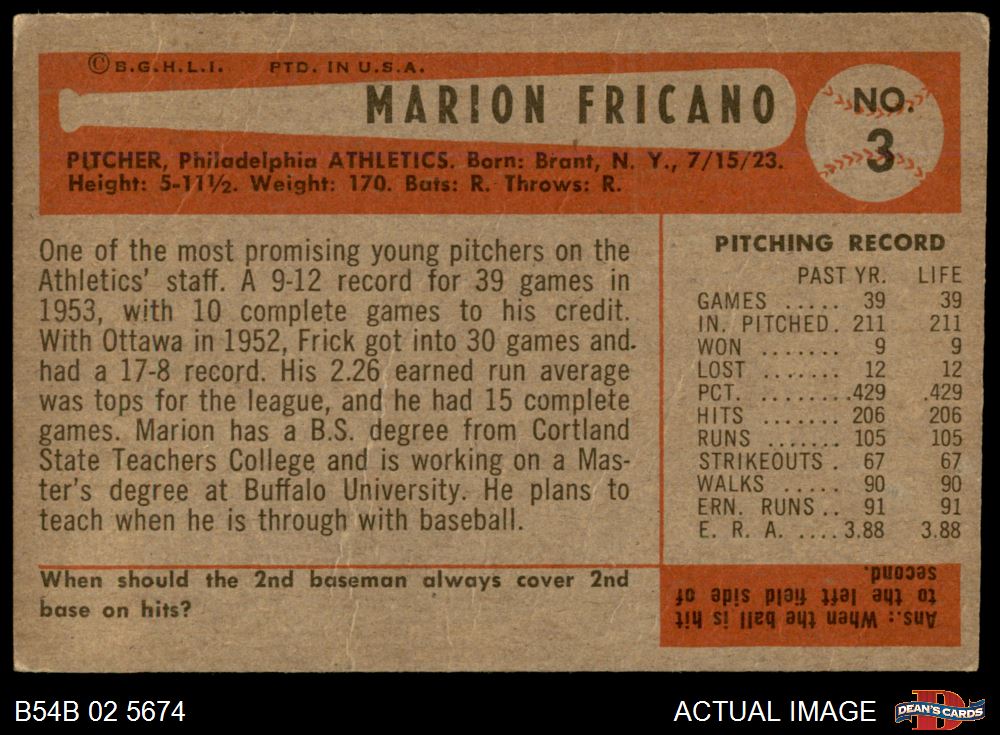 © B.G.H.L.I. PTD. IN U.S.A.
MARION FRICANO
NO.
3
PITCHER, Philadelphia ATHLETICS. Born: Brant, N. Y., 7/15/23.
Height: 5-11½. Weight: 170. Bats: R. Throws: R.
One of the most promising young pitchers on the
Athletics' staff. A 9-12 record for 39 games in
1953, with 10 complete games to his credit.
With Ottawa in 1952, Frick got into 30 games and
had a 17-8 record. His 2.26 earned run average
was tops for the league, and he had 15 complete
games. Marion has a B.S. degree from Cortland
State Teachers College and is working on a Mas-
ter's degree at Buffalo University. He plans to
teach when he is through with baseball.
PITCHING RECORD
PAST YR. LIFE
GAMES ..... 39 39
IN. PITCHED. 211 211
WON ....... 9 9
LOST ....... 12 12
PCT. .........429 .429
HITS ....... 206 206
RUNS ....... 105 105
STRIKEOUTS . 67 67
WALKS ..... 90 90
ERN. RUNS .. 91 91
E. R. A. .... 3.88 3.88
When should the 2nd baseman always cover 2nd
base on hits?
Ans.: When the ball is hit
to the left field side of
second.
B54B 02 5674
ACTUAL IMAGE
DEAN'S CARDS